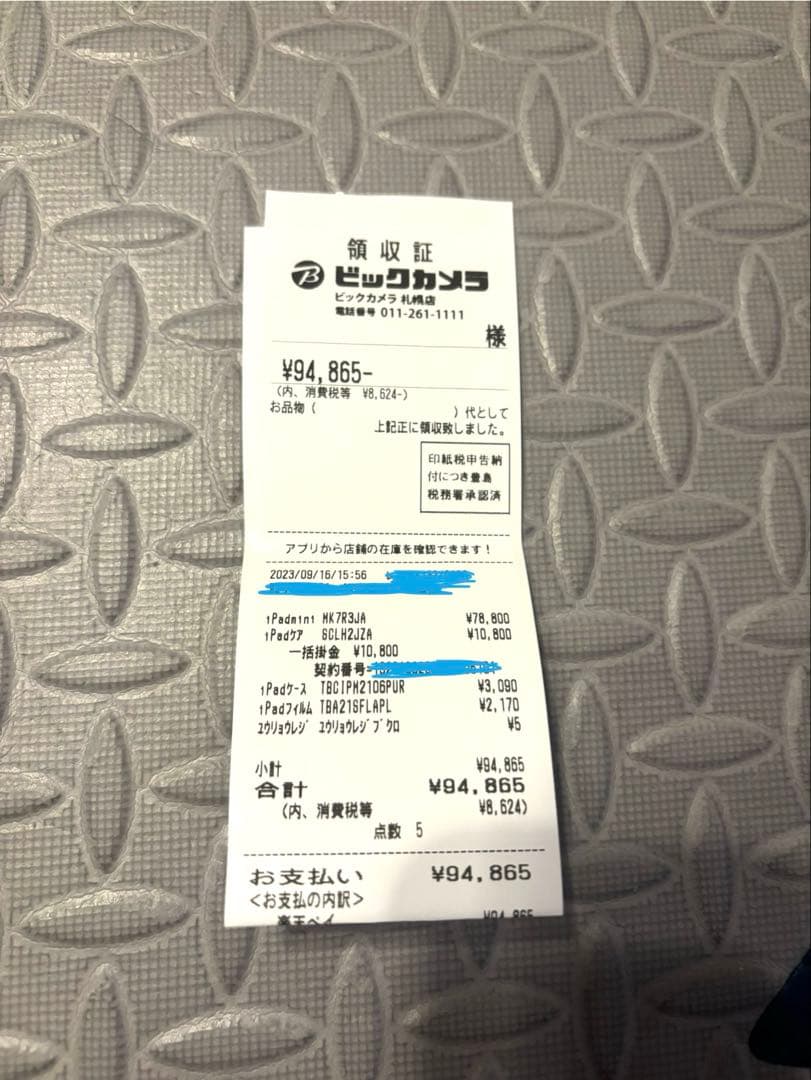 領収証
ビックカメラ
ビックカメラ 札幌店
電話番号 011-261-1111
様
¥94,865-
(内、消費税等 ¥8,624-)
お品物( )代として
上記正に領収致しました。
印紙税申告納
付につき豊島
税務署承認済
アプリから店舗の在庫を確認できます!
2023/09/16/15:56
iPadmini MK7R3JA ¥78,800
iPadケア SCLH2JZA ¥10,800
一括掛金 ¥10,800
契約番号=
iPadケース TBCIPM2106PUR ¥3,090
iPadフィルム TBA21SFLAPL ¥2,170
ユウリョウレジ ユウリョウレジブクロ ¥5
小計 ¥94,865
合計 ¥94,865
(内、消費税等 ¥8,624)
点数 5
お支払い ¥94,865
<お支払の内訳>
楽天ペイ ¥94,865